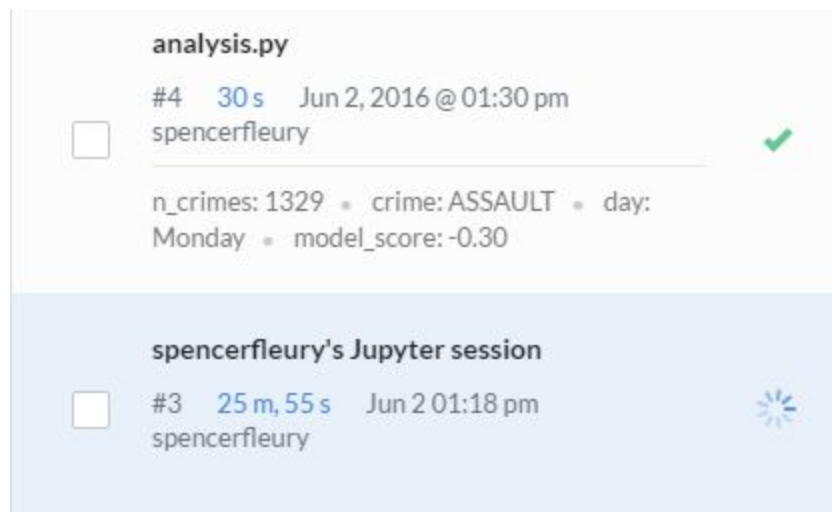 analysis.py
#4 30 s Jun 2, 2016 @ 01:30 pm
spencerfleury
n_crimes: 1329 • crime: ASSAULT • day:
Monday • model_score: -0.30
spencerfleury's Jupyter session
#3 25 m, 55 s Jun 2 01:18 pm
spencerfleury